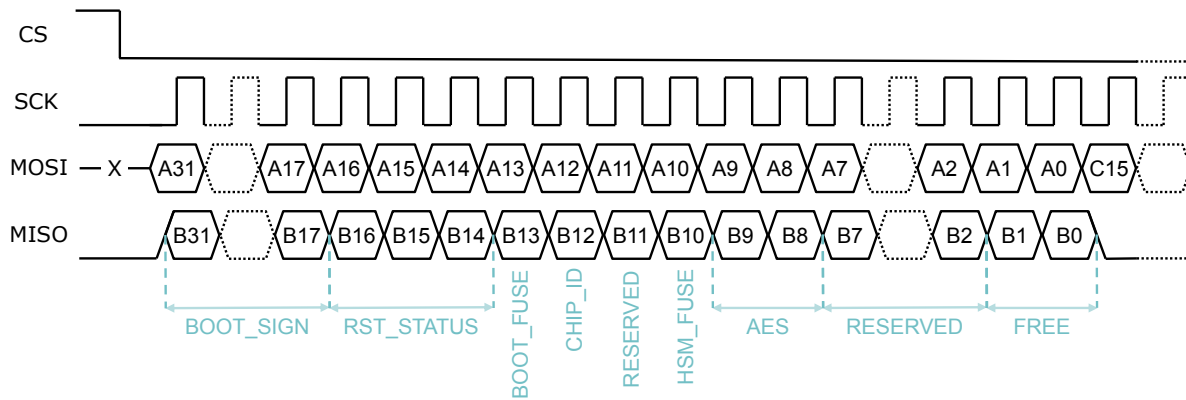 CS
SCK
MOSI X A31 A17 A16 A15 A14 A13 A12 A11 A10 A9 A8 A7 A2 A1 A0 C15
MISO B31 B17 B16 B15 B14 B13 B12 B11 B10 B9 B8 B7 B2 B1 B0
BOOT_SIGN RST_STATUS BOOT_FUSE CHIP_ID RESERVED HSM_FUSE AES RESERVED FREE